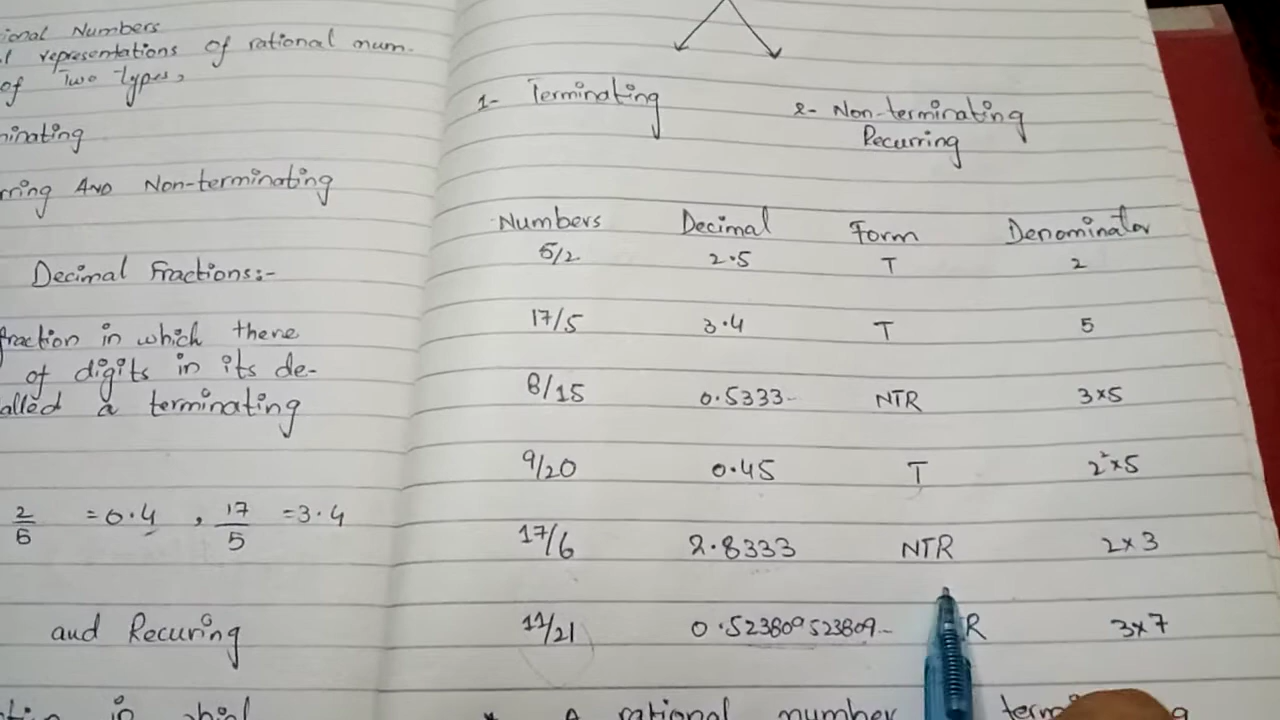 ional Numbers
representations of rational num.
of Two types,
minating
rring AND Non-terminating
Decimal Fractions:-
fraction in which there
of digits in its de-
alled a terminating
2/5 =0.4 , 17/5 =3.4
and Recuring
in
1- Terminating
2- Non-terminating
Recurring
Numbers Decimal Form Denominator
5/2 2.5 T 2
17/5 3.4 T 5
8/15 0.5333.. NTR 3×5
9/20 0.45 T 2²×5
17/6 2.8333 NTR 2×3
11/21 0.523809523809.. R 3×7
* A rational number